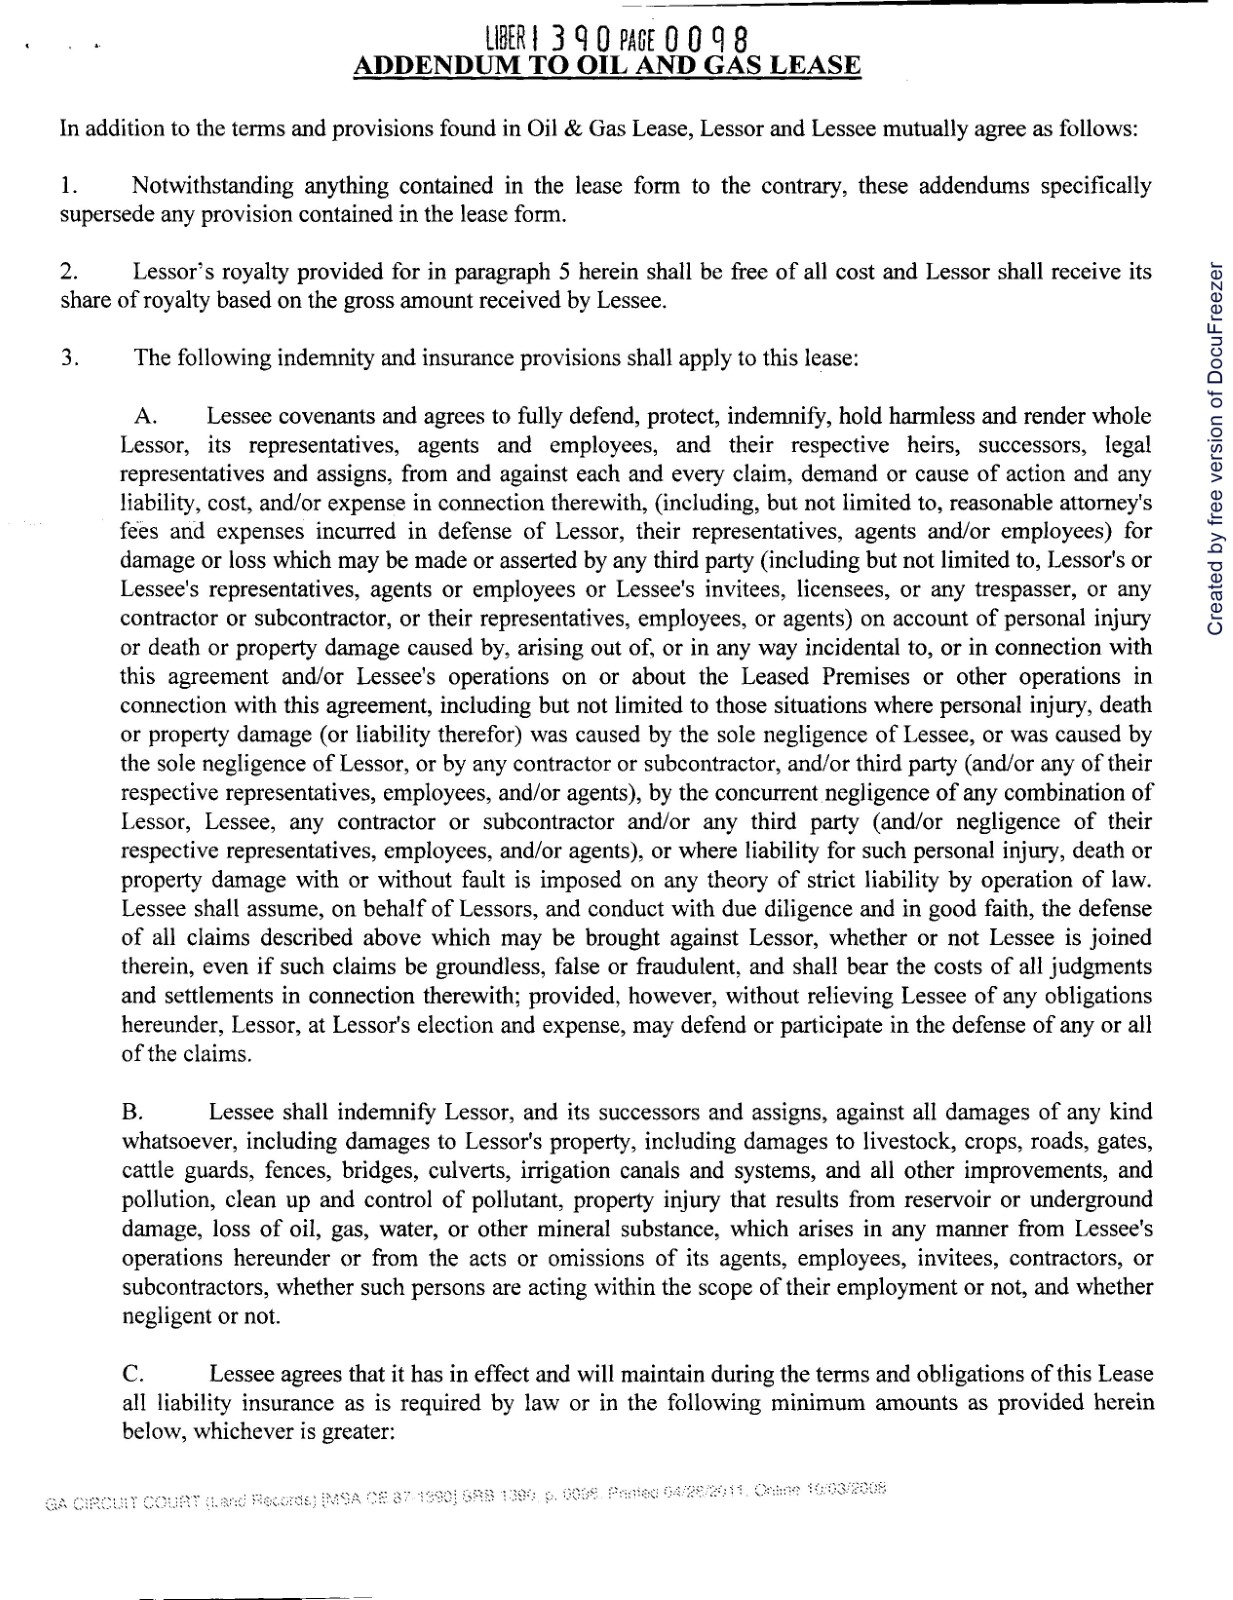 LIBER 1 3 9 0 PAGE 0 0 9 8
ADDENDUM TO OIL AND GAS LEASE
In addition to the terms and provisions found in Oil & Gas Lease, Lessor and Lessee mutually agree as follows:
1. Notwithstanding anything contained in the lease form to the contrary, these addendums specifically
supersede any provision contained in the lease form.
2. Lessor's royalty provided for in paragraph 5 herein shall be free of all cost and Lessor shall receive its
share of royalty based on the gross amount received by Lessee.
3. The following indemnity and insurance provisions shall apply to this lease:
A. Lessee covenants and agrees to fully defend, protect, indemnify, hold harmless and render whole
Lessor, its representatives, agents and employees, and their respective heirs, successors, legal
representatives and assigns, from and against each and every claim, demand or cause of action and any
liability, cost, and/or expense in connection therewith, (including, but not limited to, reasonable attorney's
fees and expenses incurred in defense of Lessor, their representatives, agents and/or employees) for
damage or loss which may be made or asserted by any third party (including but not limited to, Lessor's or
Lessee's representatives, agents or employees or Lessee's invitees, licensees, or any trespasser, or any
contractor or subcontractor, or their representatives, employees, or agents) on account of personal injury
or death or property damage caused by, arising out of, or in any way incidental to, or in connection with
this agreement and/or Lessee's operations on or about the Leased Premises or other operations in
connection with this agreement, including but not limited to those situations where personal injury, death
or property damage (or liability therefor) was caused by the sole negligence of Lessee, or was caused by
the sole negligence of Lessor, or by any contractor or subcontractor, and/or third party (and/or any of their
respective representatives, employees, and/or agents), by the concurrent negligence of any combination of
Lessor, Lessee, any contractor or subcontractor and/or any third party (and/or negligence of their
respective representatives, employees, and/or agents), or where liability for such personal injury, death or
property damage with or without fault is imposed on any theory of strict liability by operation of law.
Lessee shall assume, on behalf of Lessors, and conduct with due diligence and in good faith, the defense
of all claims described above which may be brought against Lessor, whether or not Lessee is joined
therein, even if such claims be groundless, false or fraudulent, and shall bear the costs of all judgments
and settlements in connection therewith; provided, however, without relieving Lessee of any obligations
hereunder, Lessor, at Lessor's election and expense, may defend or participate in the defense of any or all
of the claims.
B. Lessee shall indemnify Lessor, and its successors and assigns, against all damages of any kind
whatsoever, including damages to Lessor's property, including damages to livestock, crops, roads, gates,
cattle guards, fences, bridges, culverts, irrigation canals and systems, and all other improvements, and
pollution, clean up and control of pollutant, property injury that results from reservoir or underground
damage, loss of oil, gas, water, or other mineral substance, which arises in any manner from Lessee's
operations hereunder or from the acts or omissions of its agents, employees, invitees, contractors, or
subcontractors, whether such persons are acting within the scope of their employment or not, and whether
negligent or not.
C. Lessee agrees that it has in effect and will maintain during the terms and obligations of this Lease
all liability insurance as is required by law or in the following minimum amounts as provided herein
below, whichever is greater:
GA CIRCUIT COURT (Land Records) [MSA CE 87-1390] GRB 1390, p. 0098. Printed 04/28/2011. Online 10/03/2008
Created by free version of DocuFreezer